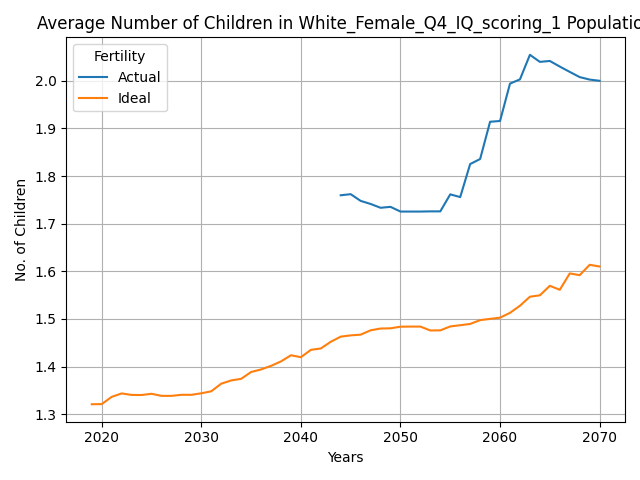 Average Number of Children in White_Female_Q4_IQ_scoring_1 Populatio
Fertility
Actual
Ideal
2.0
1.9
1.8
1.7
1.6
1.5
1.4
1.3
No. of Children
2020 2030 2040 2050 2060 2070
Years